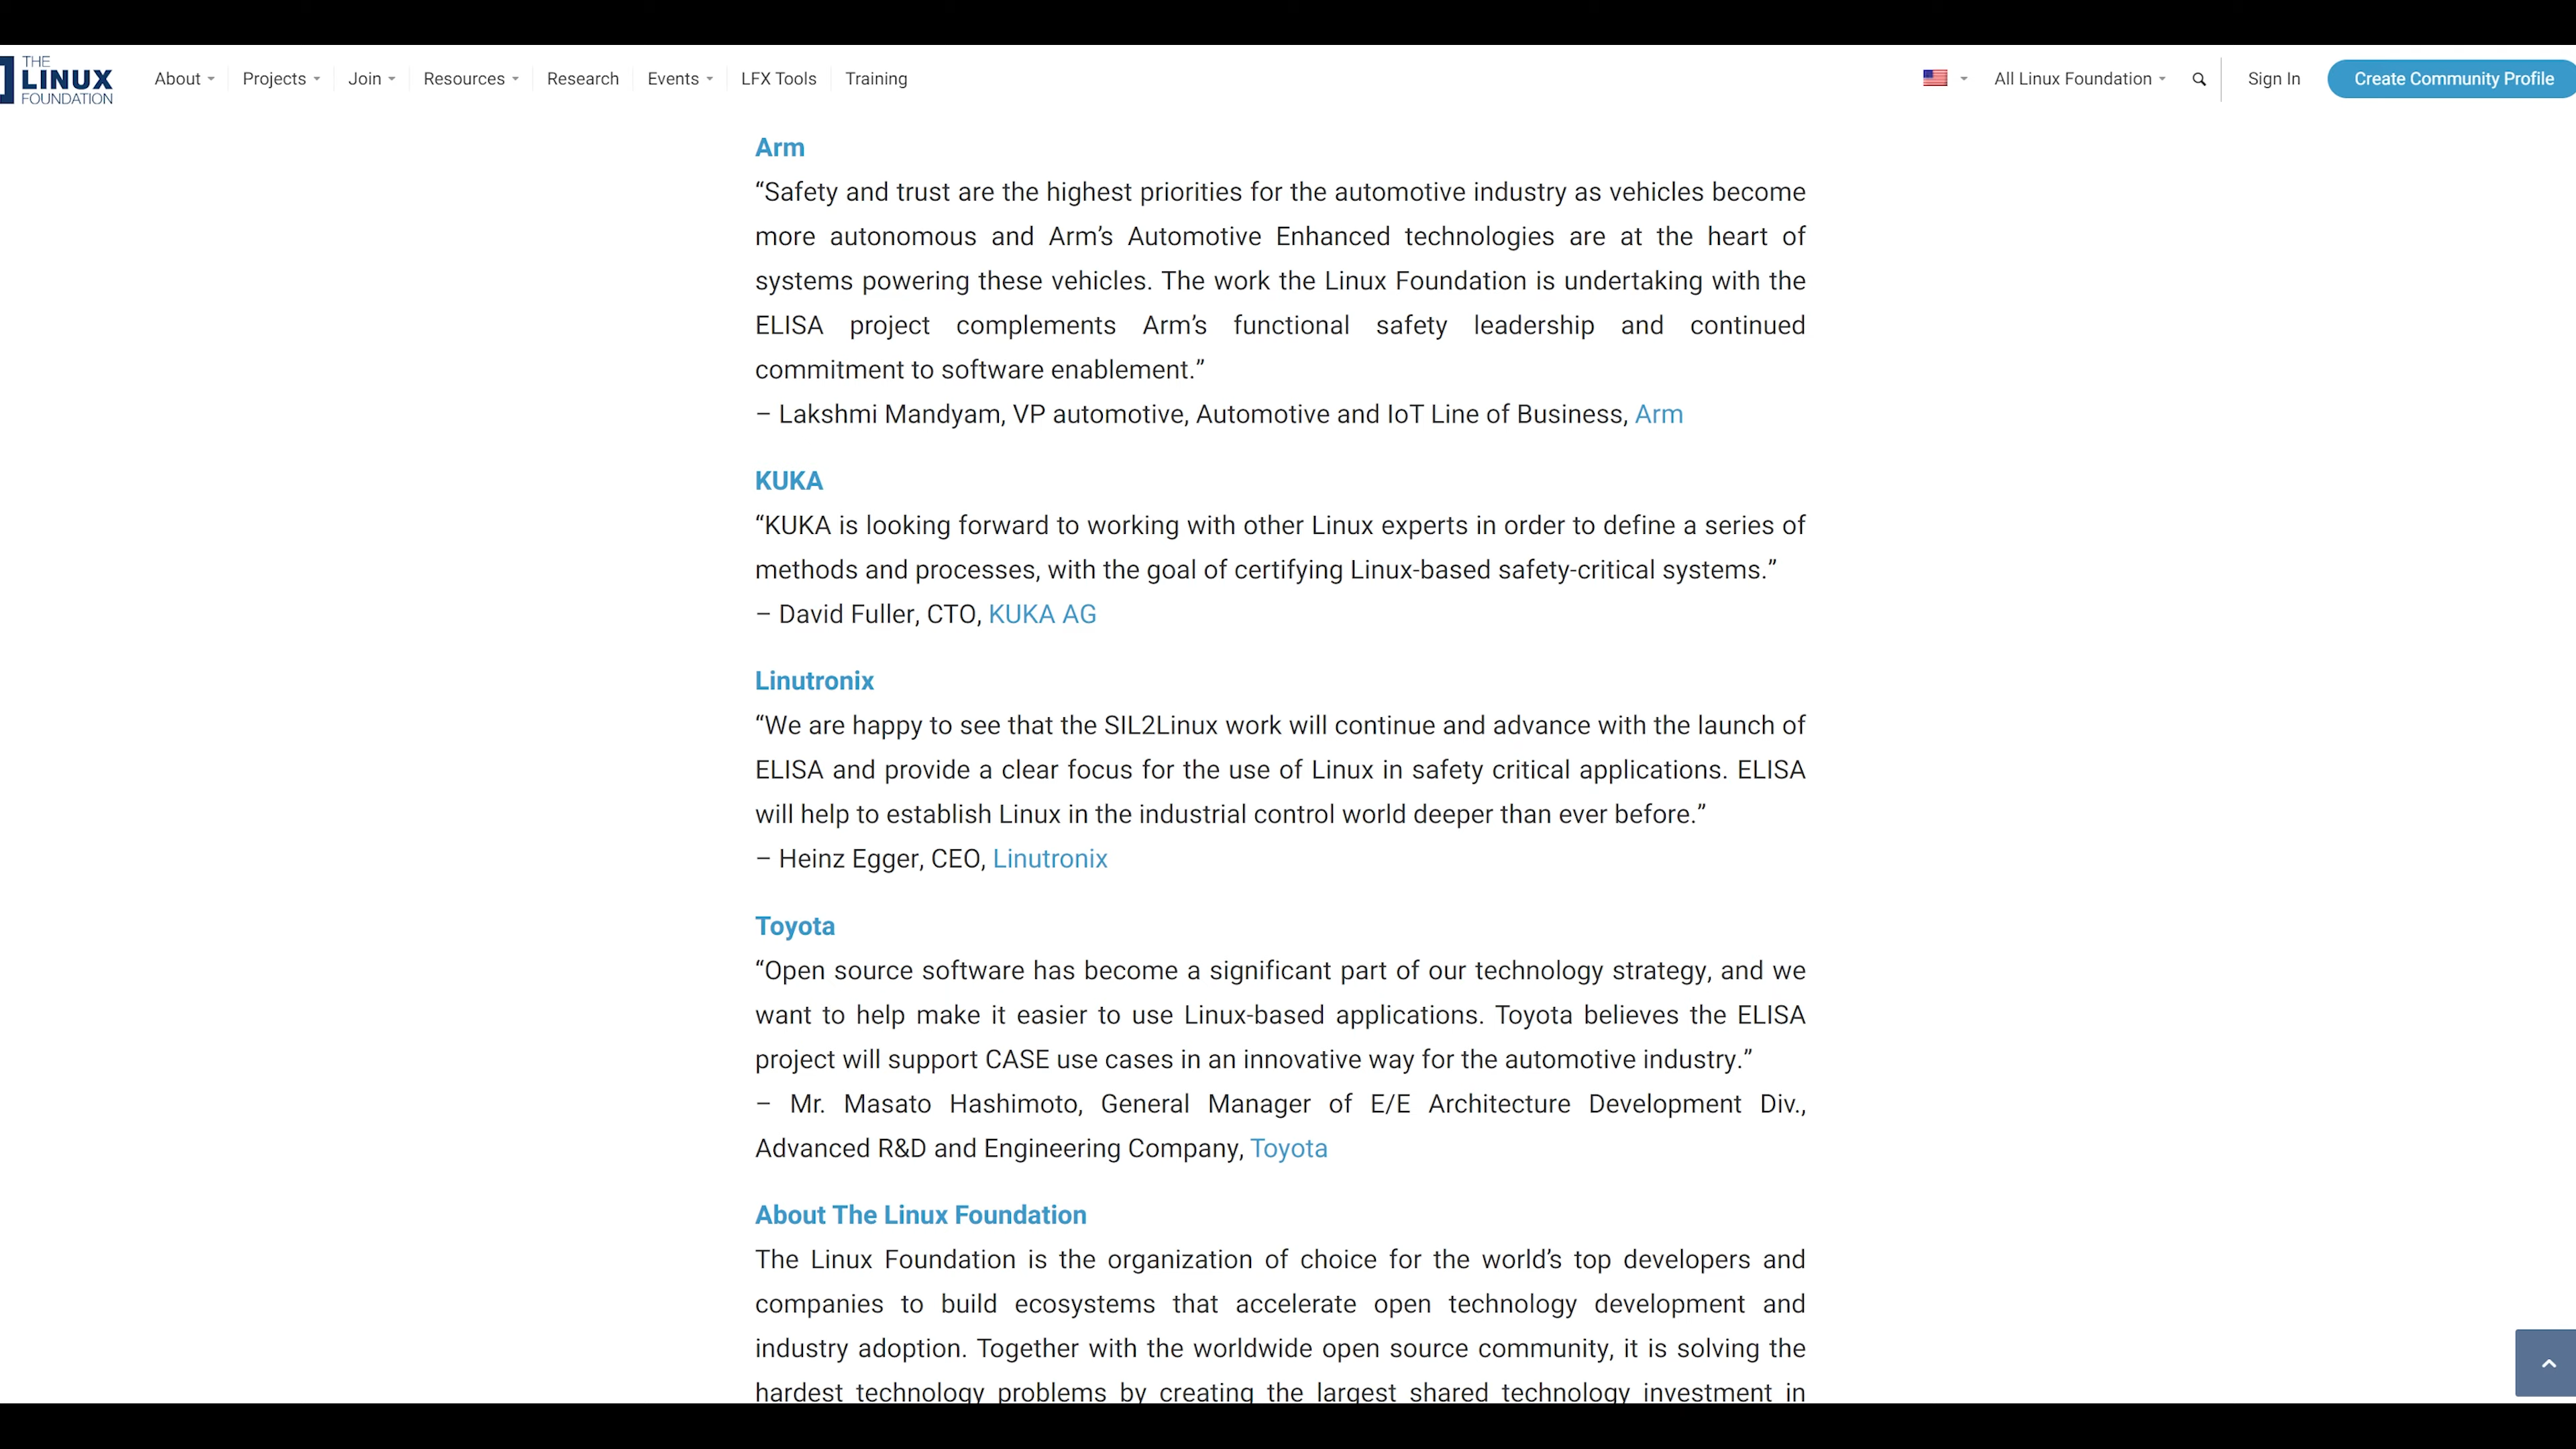 THE
LINUX
FOUNDATION
About Projects Join Resources Research Events LFX Tools Training All Linux Foundation Sign In Create Community Profile
Arm
“Safety and trust are the highest priorities for the automotive industry as vehicles become
more autonomous and Arm’s Automotive Enhanced technologies are at the heart of
systems powering these vehicles. The work the Linux Foundation is undertaking with the
ELISA project complements Arm’s functional safety leadership and continued
commitment to software enablement.”
– Lakshmi Mandyam, VP automotive, Automotive and IoT Line of Business, Arm
KUKA
“KUKA is looking forward to working with other Linux experts in order to define a series of
methods and processes, with the goal of certifying Linux-based safety-critical systems.”
– David Fuller, CTO, KUKA AG
Linutronix
“We are happy to see that the SIL2Linux work will continue and advance with the launch of
ELISA and provide a clear focus for the use of Linux in safety critical applications. ELISA
will help to establish Linux in the industrial control world deeper than ever before.”
– Heinz Egger, CEO, Linutronix
Toyota
“Open source software has become a significant part of our technology strategy, and we
want to help make it easier to use Linux-based applications. Toyota believes the ELISA
project will support CASE use cases in an innovative way for the automotive industry.”
– Mr. Masato Hashimoto, General Manager of E/E Architecture Development Div.,
Advanced R&D and Engineering Company, Toyota
About The Linux Foundation
The Linux Foundation is the organization of choice for the world’s top developers and
companies to build ecosystems that accelerate open technology development and
industry adoption. Together with the worldwide open source community, it is solving the
hardest technology problems by creating the largest shared technology investment in